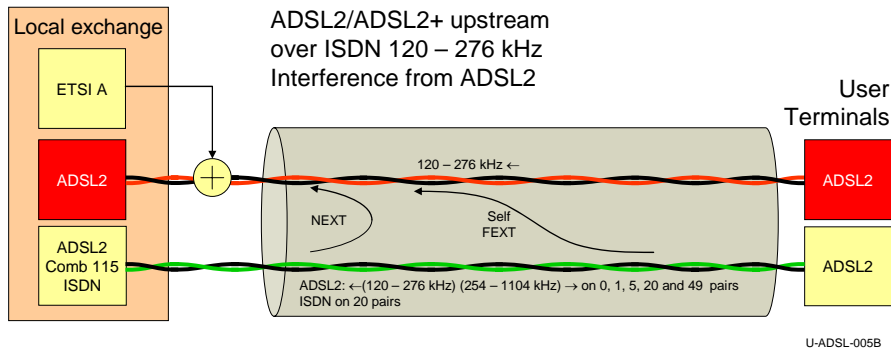 Local exchange
ADSL2/ADSL2+ upstream
over ISDN 120 – 276 kHz
Interference from ADSL2
ETSI A
User
Terminals
120 – 276 kHz ←
ADSL2
ADSL2
NEXT
Self
FEXT
ADSL2
Comb 115
ISDN
ADSL2
ADSL2: ←(120 – 276 kHz) (254 – 1104 kHz) → on 0, 1, 5, 20 and 49 pairs
ISDN on 20 pairs
U-ADSL-005B